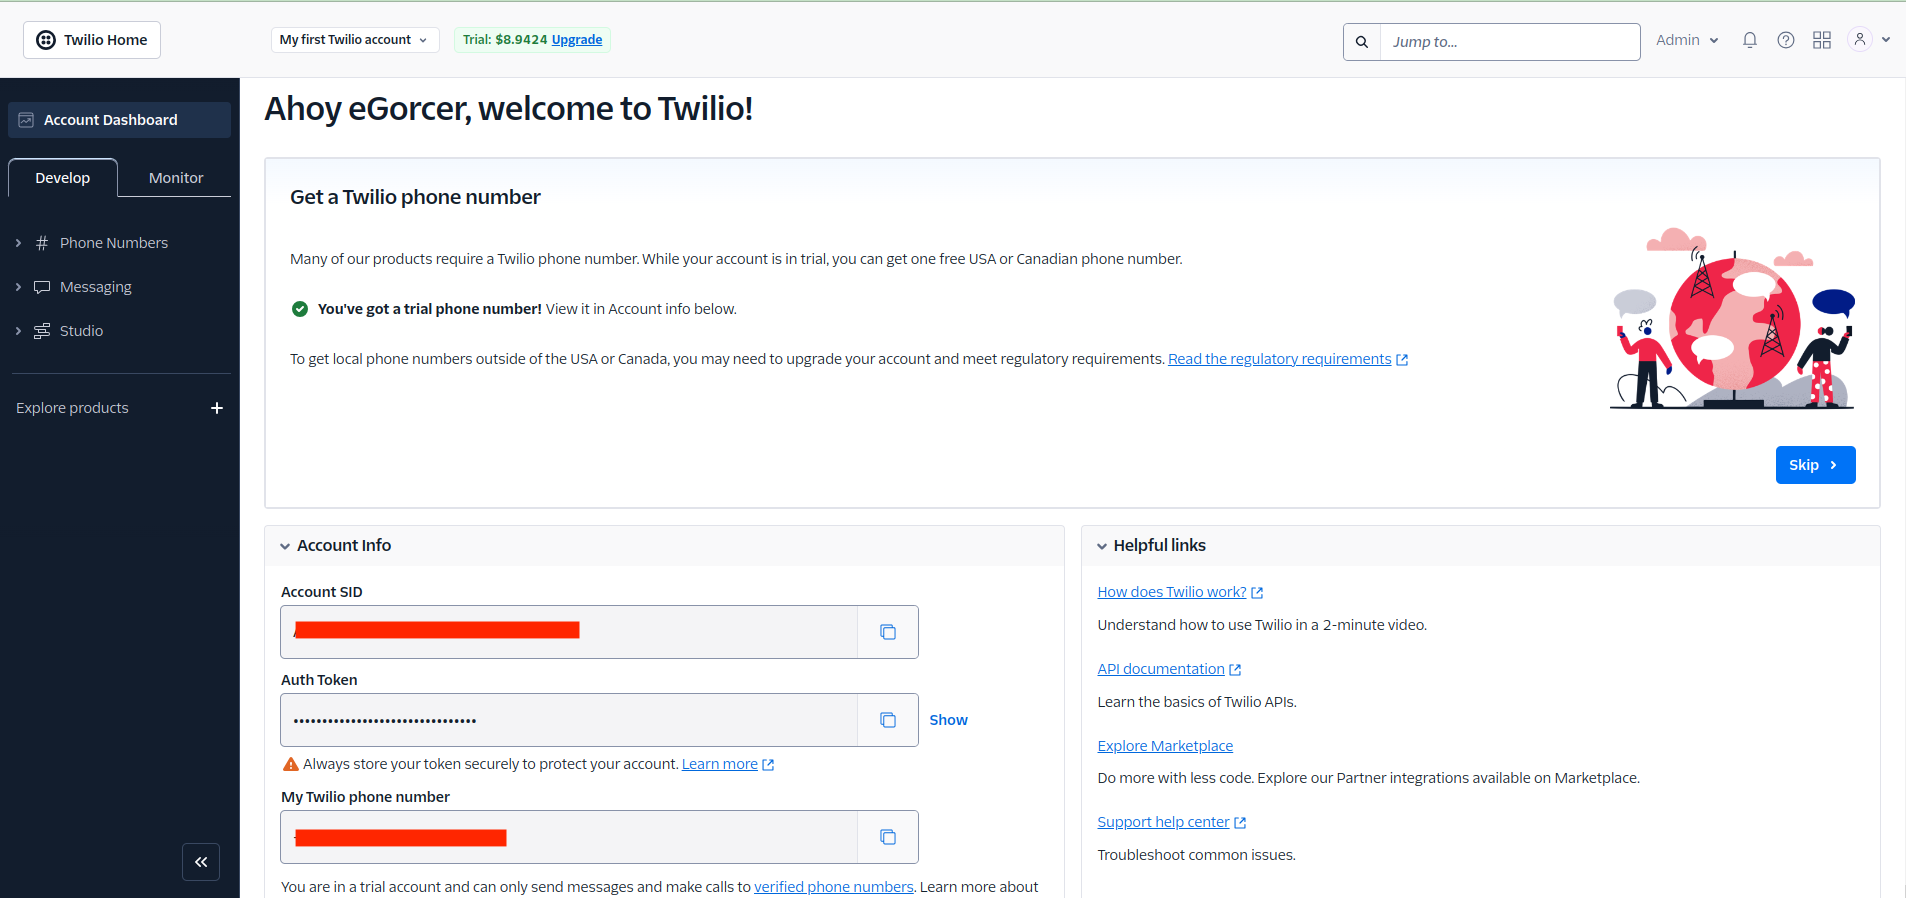 Twilio Home
My first Twilio account
Trial: $8.9424 Upgrade
Jump to...
Admin
Account Dashboard
Develop
Monitor
Phone Numbers
Messaging
Studio
Explore products
Ahoy eGorcer, welcome to Twilio!
Get a Twilio phone number
Many of our products require a Twilio phone number. While your account is in trial, you can get one free USA or Canadian phone number.
You've got a trial phone number! View it in Account info below.
To get local phone numbers outside of the USA or Canada, you may need to upgrade your account and meet regulatory requirements. Read the regulatory requirements
Skip
Account Info
Account SID
Auth Token
••••••••••••••••••••••••••••••••
Show
Always store your token securely to protect your account. Learn more
My Twilio phone number
You are in a trial account and can only send messages and make calls to verified phone numbers. Learn more about
Helpful links
How does Twilio work?
Understand how to use Twilio in a 2-minute video.
API documentation
Learn the basics of Twilio APIs.
Explore Marketplace
Do more with less code. Explore our Partner integrations available on Marketplace.
Support help center
Troubleshoot common issues.